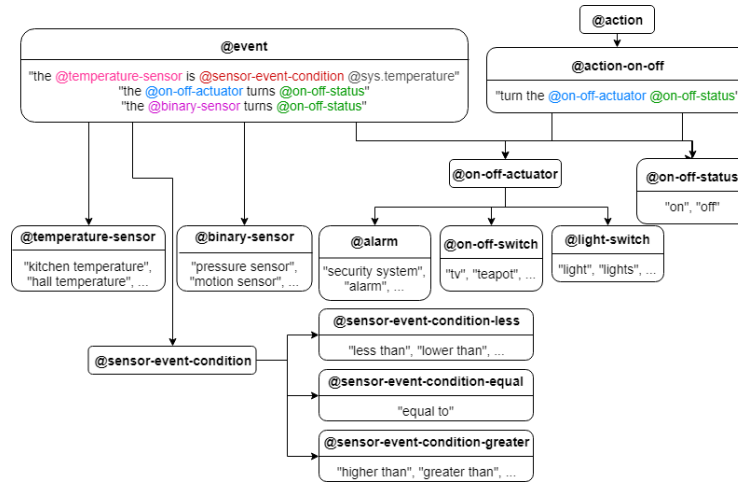 @action
@event
"the @temperature-sensor is @sensor-event-condition @sys.temperature"
"the @on-off-actuator turns @on-off-status"
"the @binary-sensor turns @on-off-status"
@action-on-off
"turn the @on-off-actuator @on-off-status"
@on-off-actuator
@on-off-status
"on", "off"
@temperature-sensor
"kitchen temperature",
"hall temperature", ...
@binary-sensor
"pressure sensor",
"motion sensor", ...
@alarm
"security system",
"alarm", ...
@on-off-switch
"tv", "teapot", ...
@light-switch
"light", "lights", ...
@sensor-event-condition
@sensor-event-condition-less
"less than", "lower than", ...
@sensor-event-condition-equal
"equal to"
@sensor-event-condition-greater
"higher than", "greater than", ...